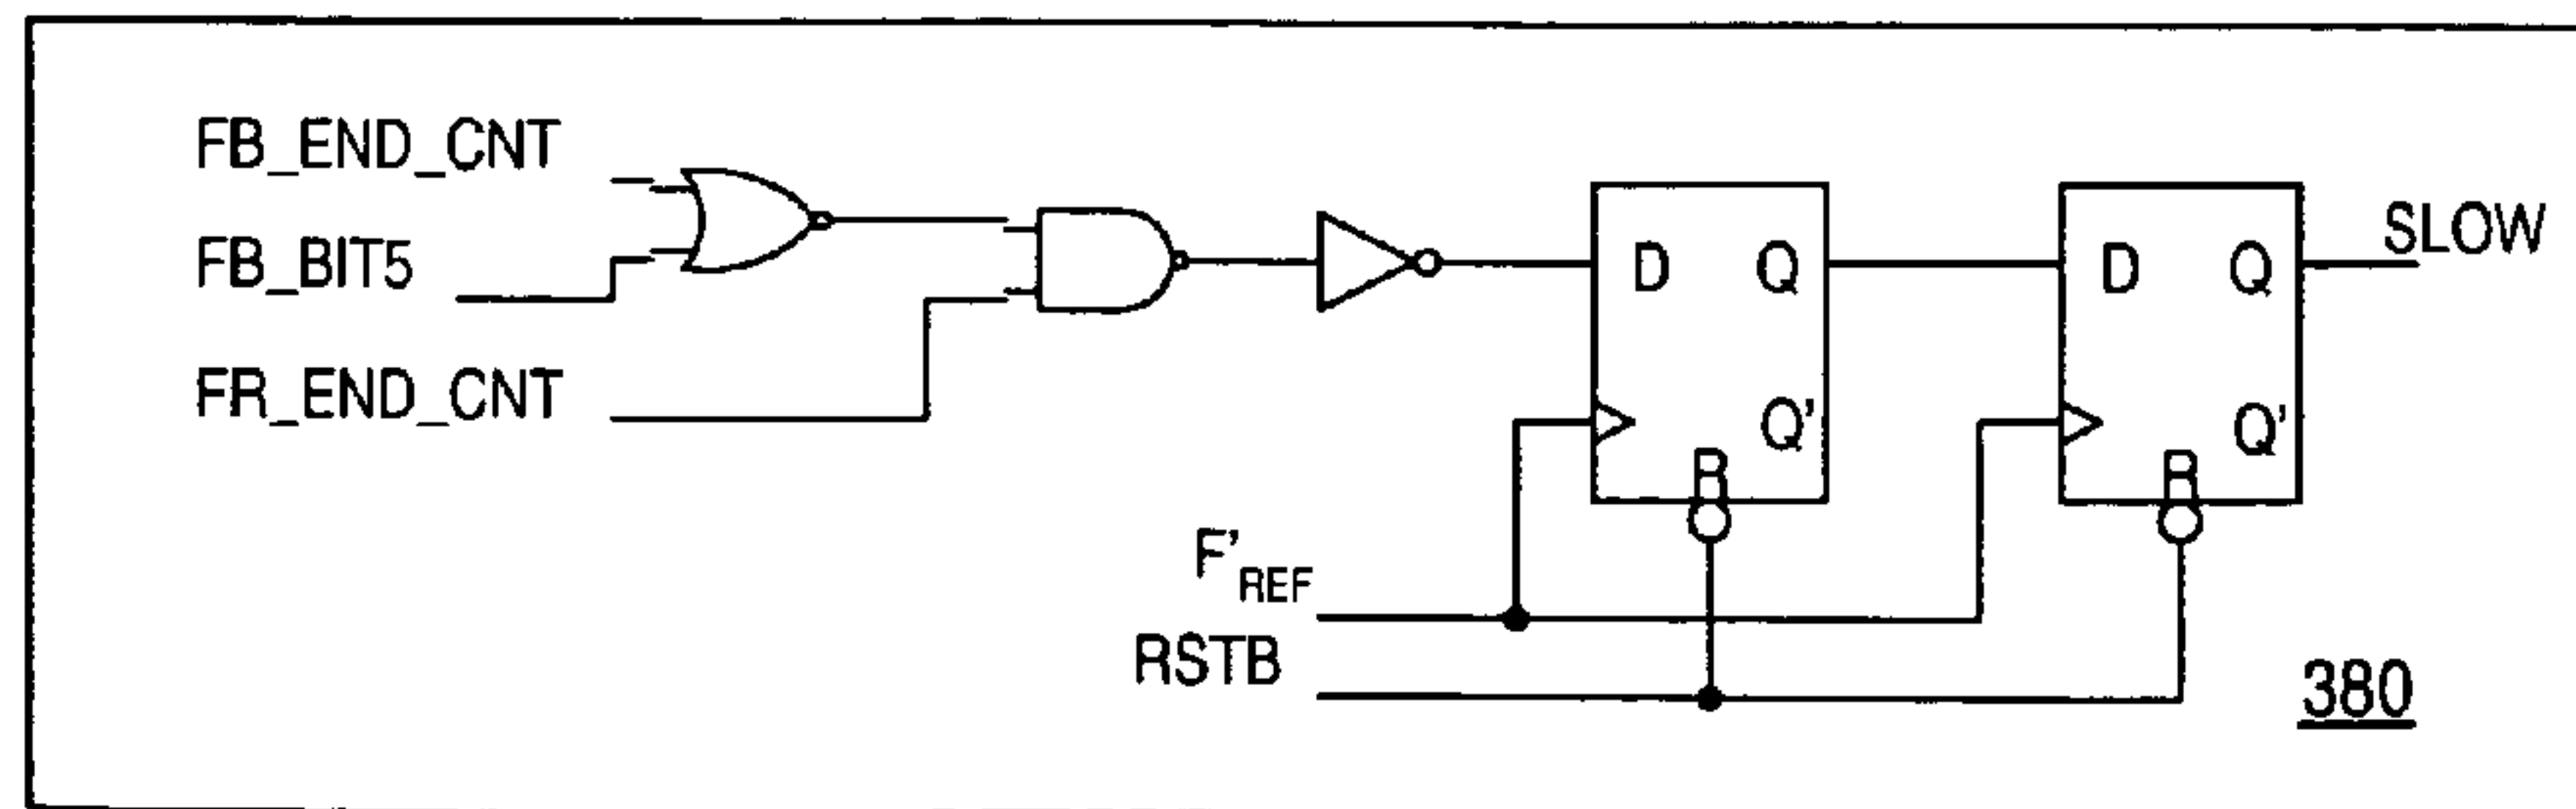 FB_END_CNT
FB_BIT5
FR_END_CNT
D Q
Q'
R
D Q
Q'
R
SLOW
F'REF
RSTB
380